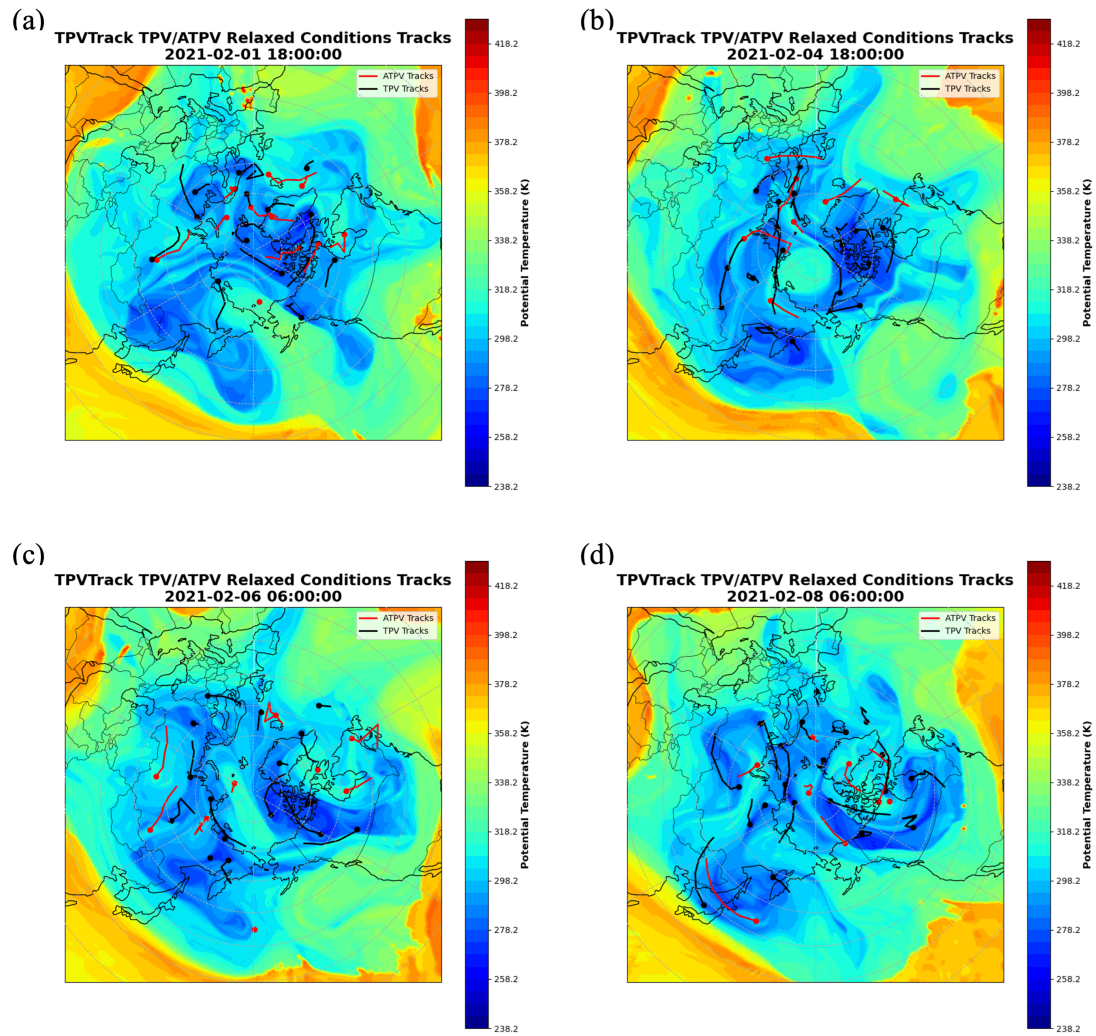 (a)
TPVTrack TPV/ATPV Relaxed Conditions Tracks
2021-02-01 18:00:00
ATPV Tracks
TPV Tracks
418.2
398.2
378.2
358.2
338.2
318.2
298.2
278.2
258.2
238.2
Potential Temperature (K)
(b)
TPVTrack TPV/ATPV Relaxed Conditions Tracks
2021-02-04 18:00:00
ATPV Tracks
TPV Tracks
418.2
398.2
378.2
358.2
338.2
318.2
298.2
278.2
258.2
238.2
Potential Temperature (K)
(c)
TPVTrack TPV/ATPV Relaxed Conditions Tracks
2021-02-06 06:00:00
ATPV Tracks
TPV Tracks
418.2
398.2
378.2
358.2
338.2
318.2
298.2
278.2
258.2
238.2
Potential Temperature (K)
(d)
TPVTrack TPV/ATPV Relaxed Conditions Tracks
2021-02-08 06:00:00
ATPV Tracks
TPV Tracks
418.2
398.2
378.2
358.2
338.2
318.2
298.2
278.2
258.2
238.2
Potential Temperature (K)